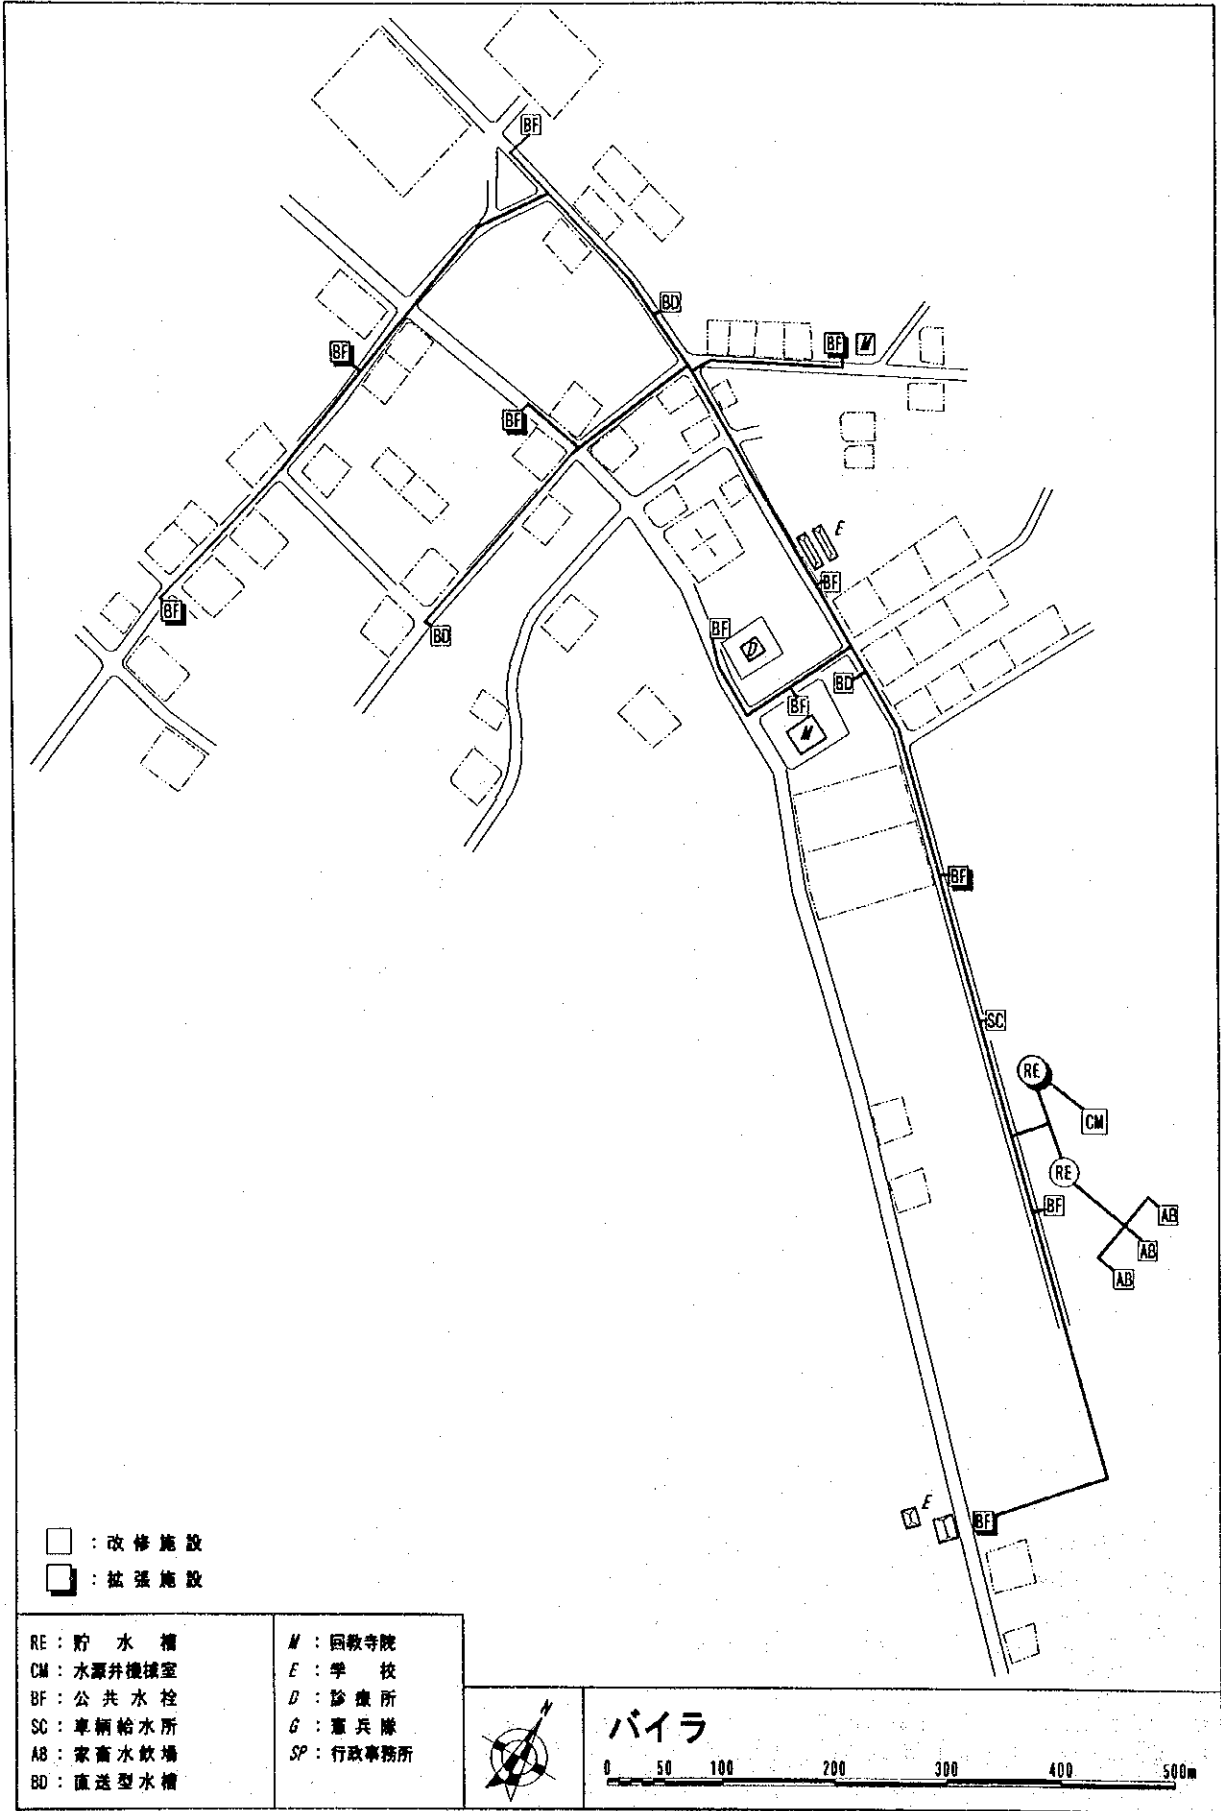 BF
BD
BF
M
BF
BF
E
BF
BF
BD
BF
D
BD
BF
M
BF
SC
RE
CM
RE
BF
AB
AB
AB
E
BF
: 改修施設
: 拡張施設
RE : 貯水槽
CM : 水源井機械室
BF : 公共水栓
SC : 車輌給水所
AB : 家畜水飲場
BD : 直送型水槽
M : 回教寺院
E : 学校
D : 診療所
G : 憲兵隊
SP : 行政事務所
N
バイラ
0 50 100 200 300 400 500m